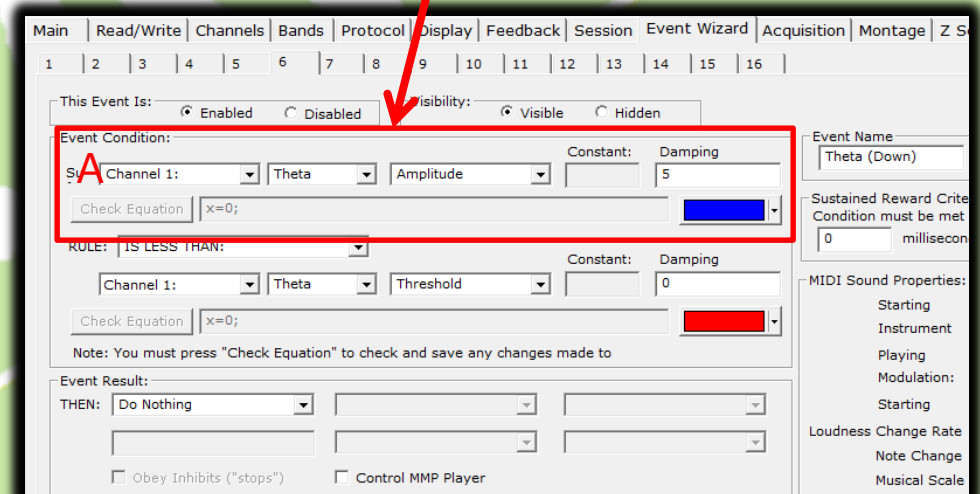 Main Read/Write Channels Bands Protocol Display Feedback Session Event Wizard Acquisition Montage Z
1 2 3 4 5 6 7 8 9 10 11 12 13 14 15 16
This Event Is: Enabled Disabled Visibility: Visible Hidden
Event Condition:
Constant: Damping
A Channel 1: Theta Amplitude 5
Check Equation x=0;
RULE: IS LESS THAN:
Constant: Damping
Channel 1: Theta Threshold 0
Check Equation x=0;
Note: You must press "Check Equation" to check and save any changes made to
Event Result:
THEN: Do Nothing
Obey Inhibits ("stops") Control MMP Player
Event Name
Theta (Down)
Sustained Reward Crite
Condition must be met
0 millisecon
MIDI Sound Properties:
Starting
Instrument
Playing
Modulation:
Starting
Loudness Change Rate
Note Change
Musical Scale